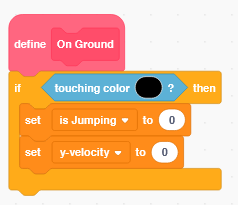 define On Ground
if touching color ? then
set is Jumping to 0
set y-velocity to 0